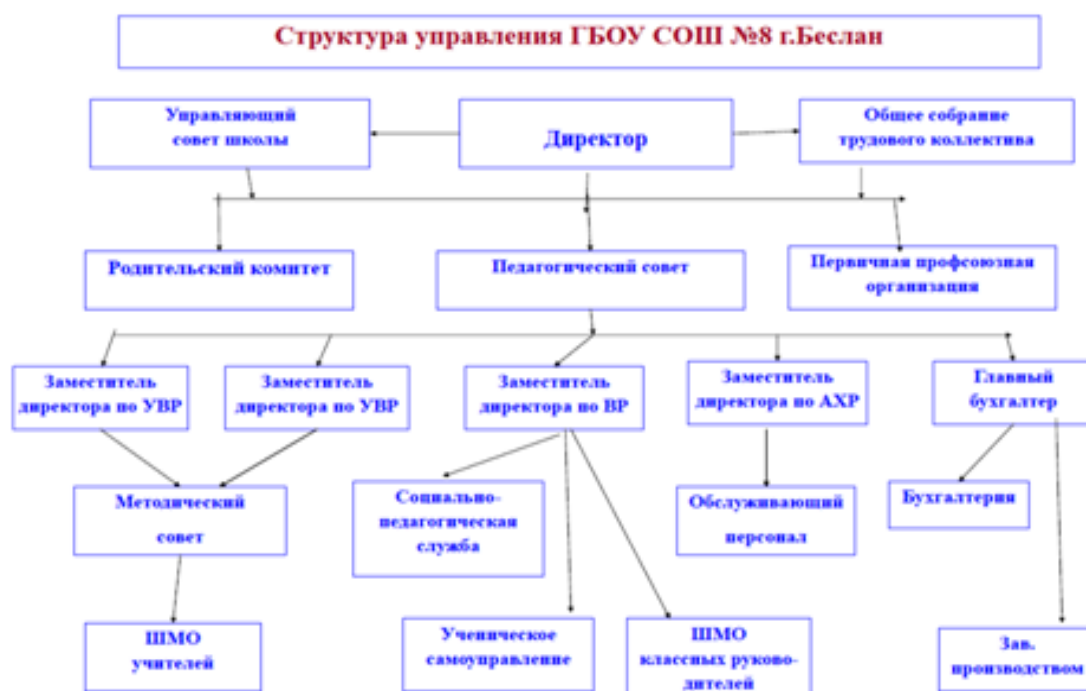 Структура управления ГБОУ СОШ №8 г.Беслан
Управляющий
совет школы
Директор
Общее собрание
трудового коллектива
Родительский комитет
Педагогический совет
Первичная профсоюзная
организация
Заместитель
директора по УВР
Заместитель
директора по УВР
Заместитель
директора по ВР
Заместитель
директора по АХР
Главный
бухгалтер
Методический
совет
Социально-
педагогическая
служба
Обслуживающий
персонал
Бухгалтерия
ШМО
учителей
Ученическое
самоуправление
ШМО
классных руково-
дителей
Зав.
производством